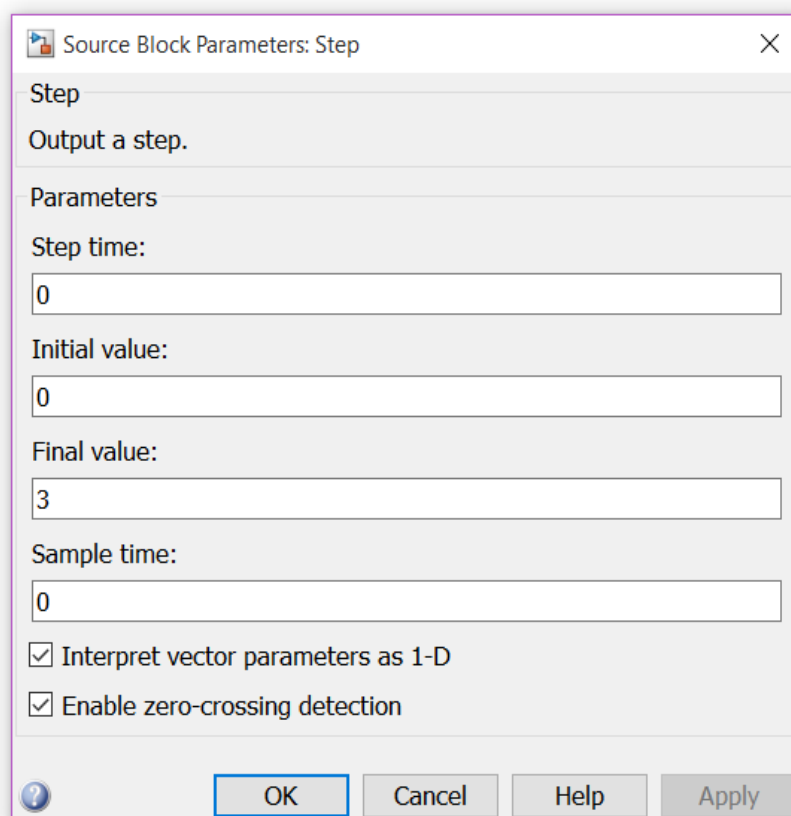 Source Block Parameters: Step
Step
Output a step.
Parameters
Step time:
0
Initial value:
0
Final value:
3
Sample time:
0
Interpret vector parameters as 1-D
Enable zero-crossing detection
? OK Cancel Help Apply